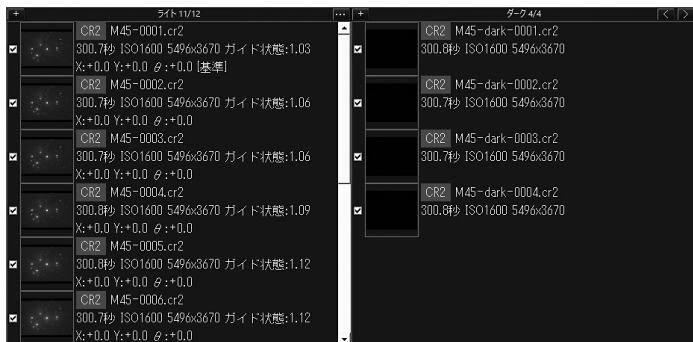 + ライト 11/12 ...
CR2 M45-0001.cr2
300.7秒 ISO1600 5496x3670 ガイド状態:1.03
X:+0.0 Y:+0.0 θ:+0.0 [基準]
CR2 M45-0002.cr2
300.7秒 ISO1600 5496x3670 ガイド状態:1.06
X:+0.0 Y:+0.0 θ:+0.0
CR2 M45-0003.cr2
300.7秒 ISO1600 5496x3670 ガイド状態:1.06
X:+0.0 Y:+0.0 θ:+0.0
CR2 M45-0004.cr2
300.8秒 ISO1600 5496x3670 ガイド状態:1.09
X:+0.0 Y:+0.0 θ:+0.0
CR2 M45-0005.cr2
300.8秒 ISO1600 5496x3670 ガイド状態:1.12
X:+0.0 Y:+0.0 θ:+0.0
CR2 M45-0006.cr2
300.7秒 ISO1600 5496x3670 ガイド状態:1.12
X:+0.0 Y:+0.0 θ:+0.0
+ ダーク 4/4 < >
CR2 M45-dark-0001.cr2
300.8秒 ISO1600 5496x3670
CR2 M45-dark-0002.cr2
300.7秒 ISO1600 5496x3670
CR2 M45-dark-0003.cr2
300.7秒 ISO1600 5496x3670
CR2 M45-dark-0004.cr2
300.8秒 ISO1600 5496x3670